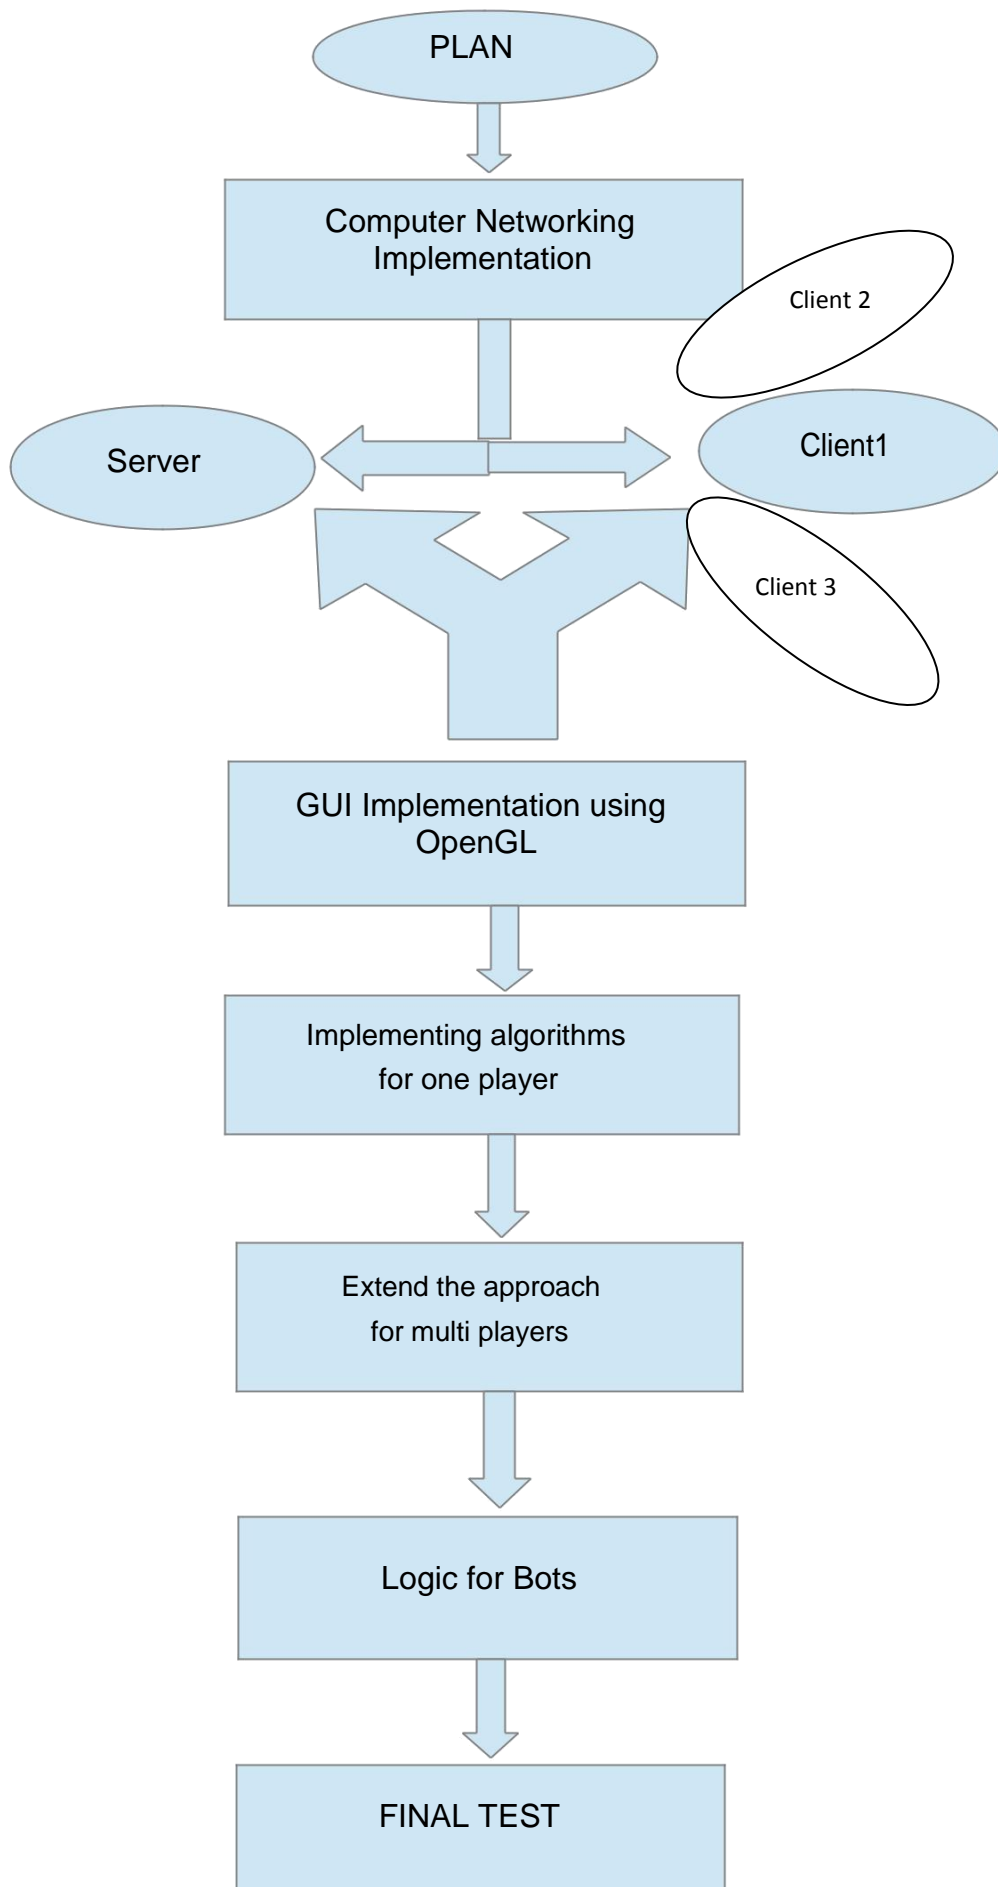 PLAN
Computer Networking
Implementation
Client 2
Server
Client1
Client 3
GUI Implementation using
OpenGL
Implementing algorithms
for one player
Extend the approach
for multi players
Logic for Bots
FINAL TEST